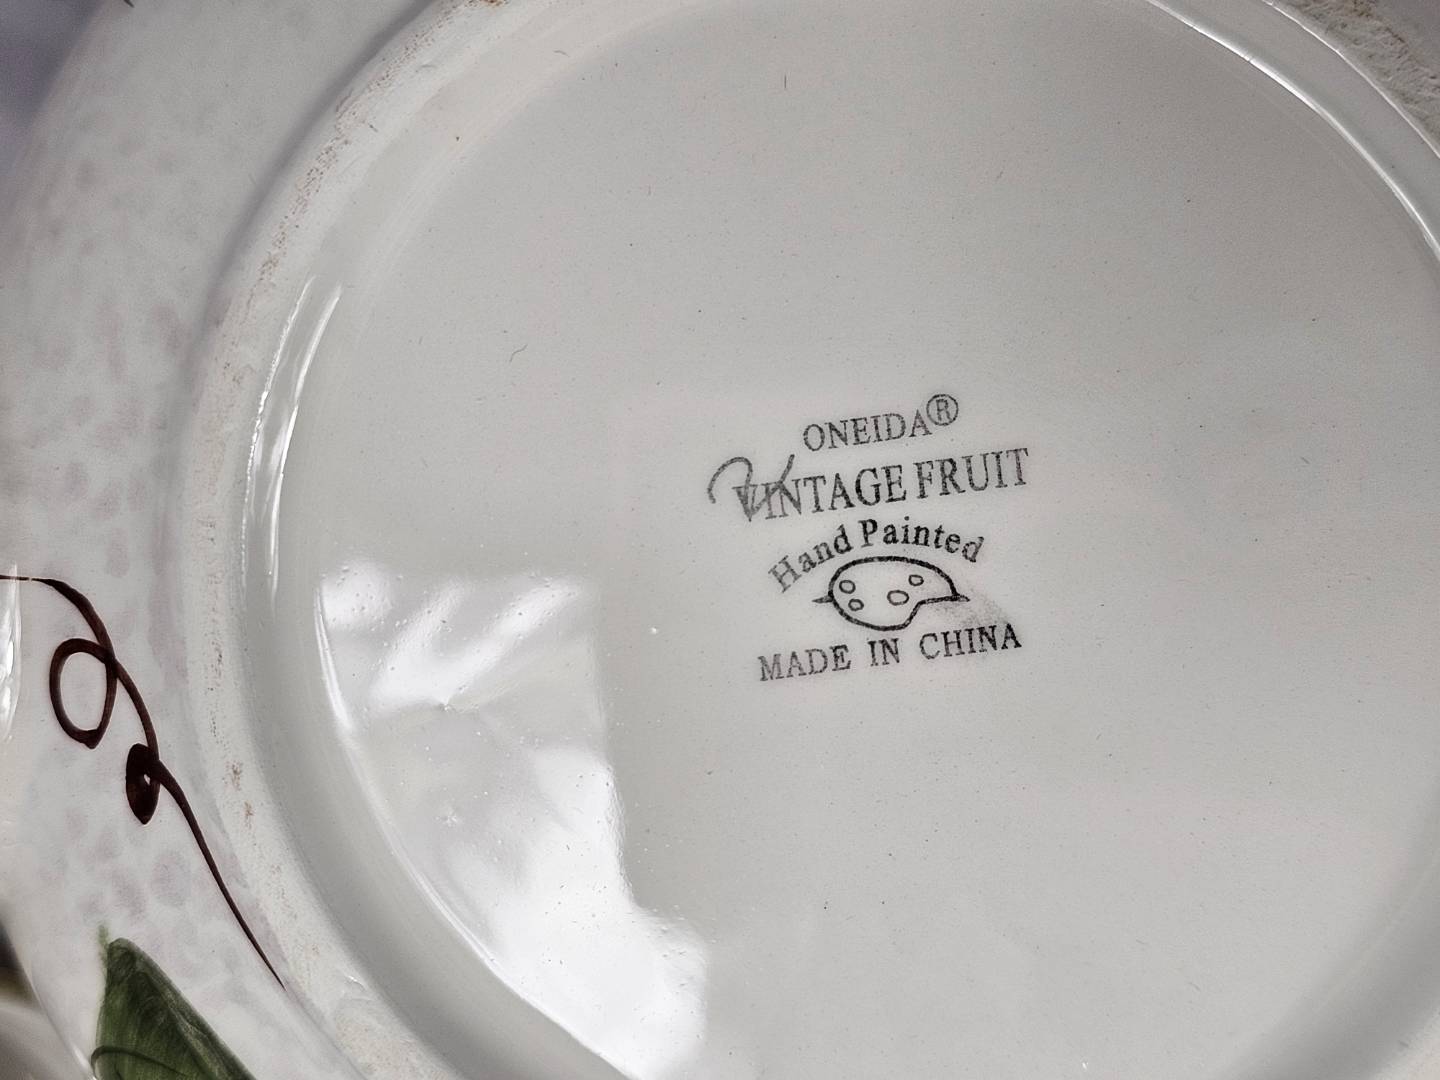 ONEIDA®
VINTAGE FRUIT
Hand Painted
MADE IN CHINA